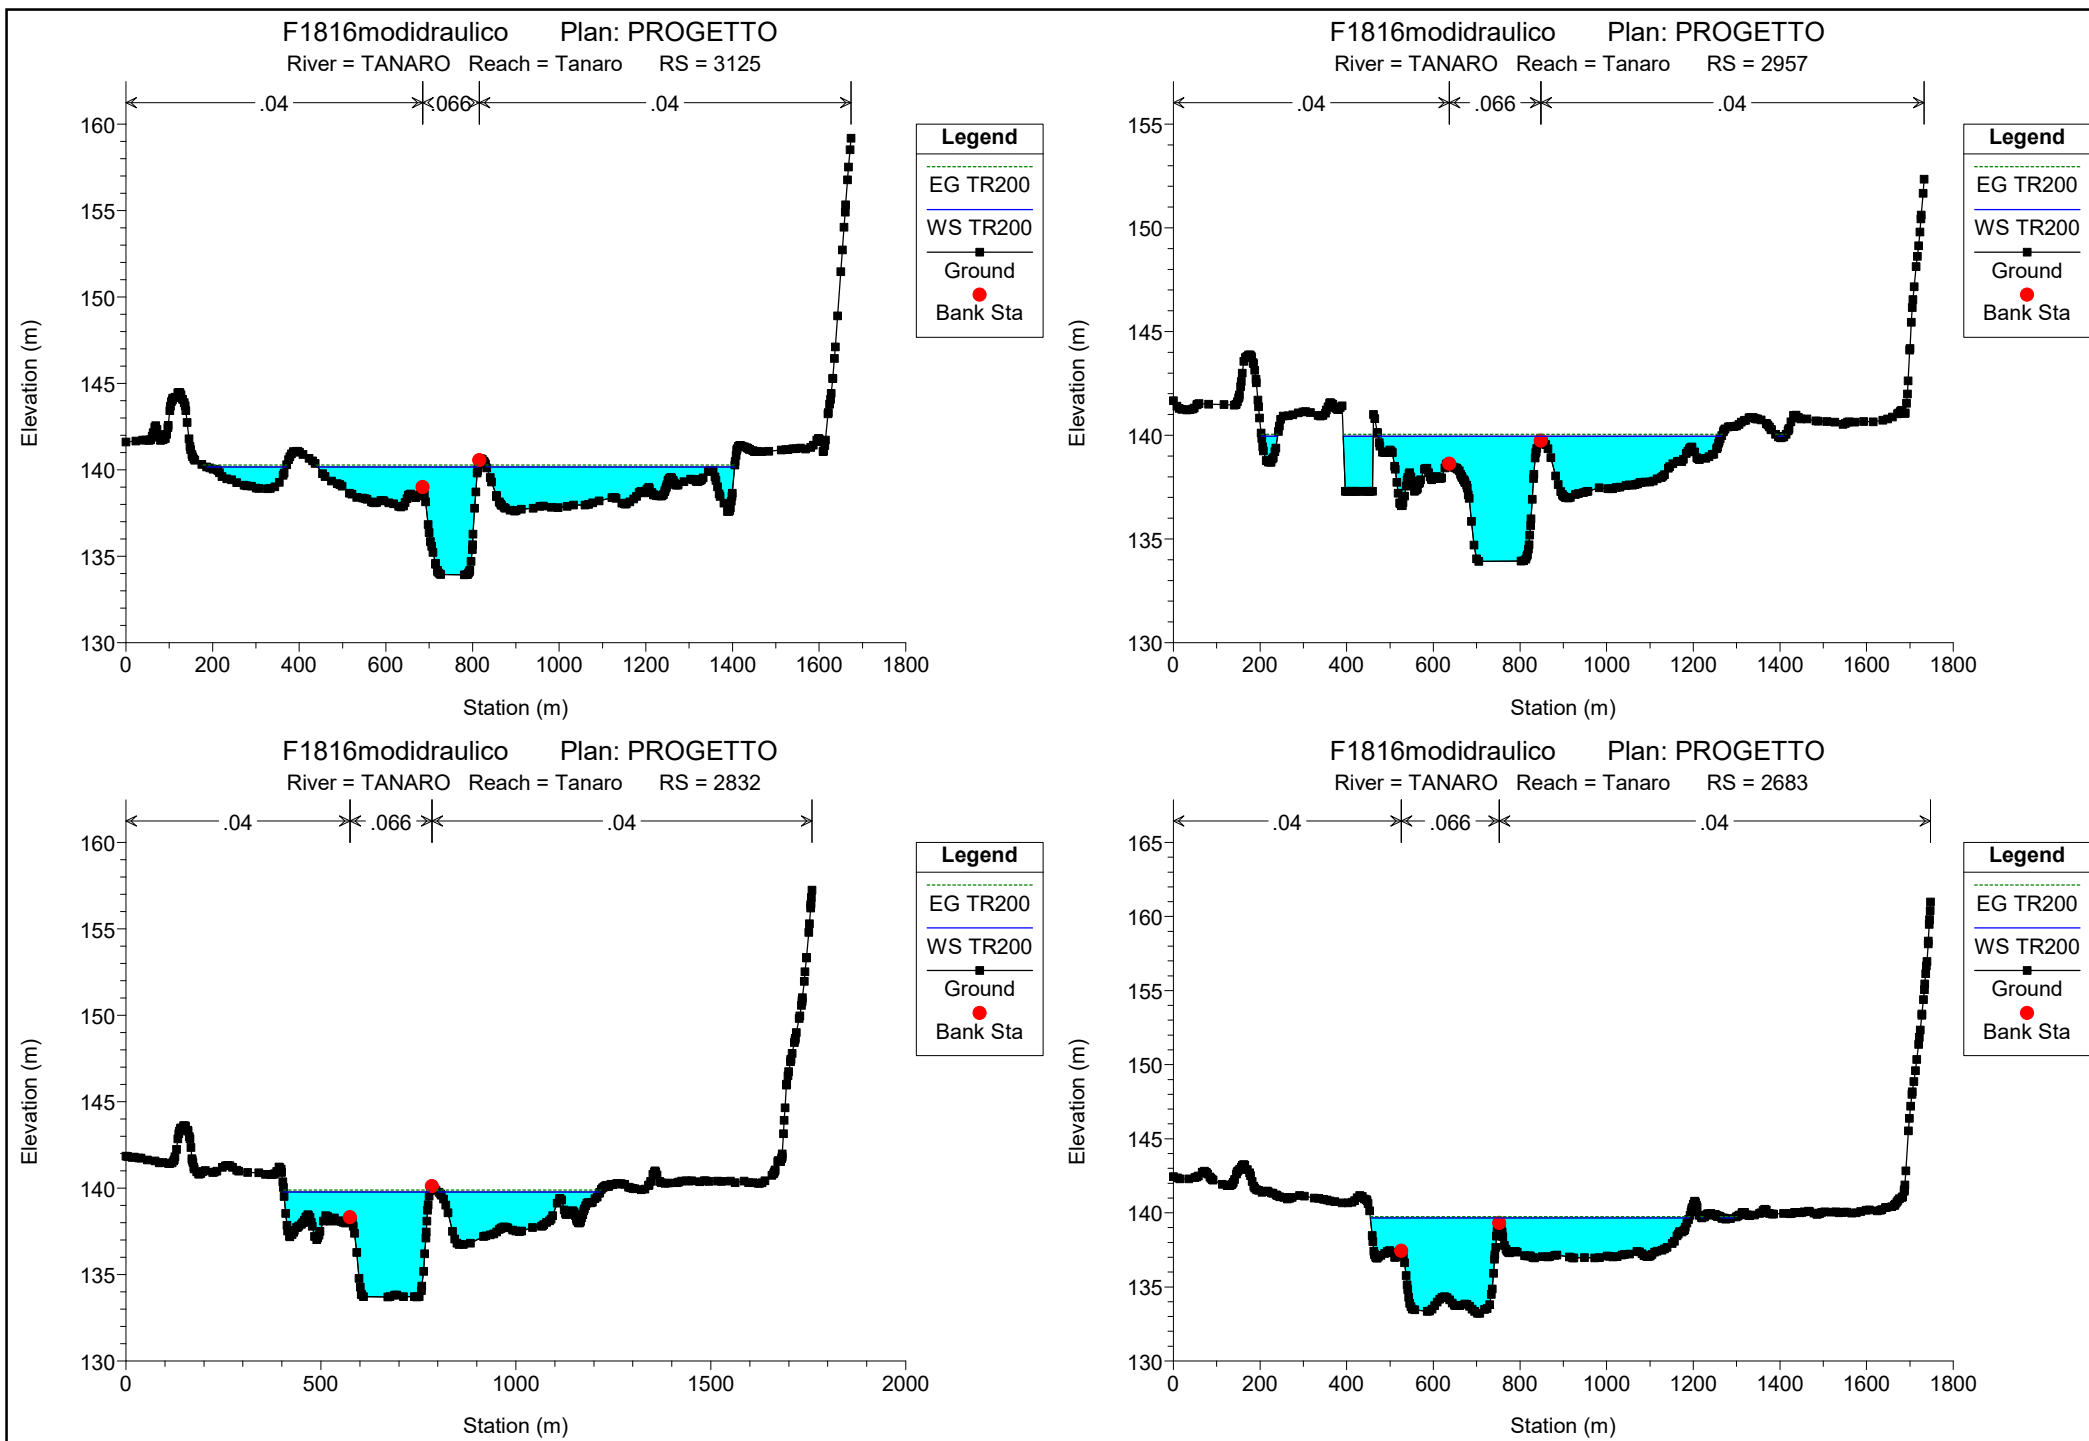 F1816modidraulico Plan: PROGETTO
River = TANARO Reach = Tanaro RS = 3125
.04 .066 .04
Legend
EG TR200
WS TR200
Ground
Bank Sta
Elevation (m)
160
155
150
145
140
135
130
0 200 400 600 800 1000 1200 1400 1600 1800
Station (m)
F1816modidraulico Plan: PROGETTO
River = TANARO Reach = Tanaro RS = 2957
.04 .066 .04
Legend
EG TR200
WS TR200
Ground
Bank Sta
Elevation (m)
155
150
145
140
135
130
0 200 400 600 800 1000 1200 1400 1600 1800
Station (m)
F1816modidraulico Plan: PROGETTO
River = TANARO Reach = Tanaro RS = 2832
.04 .066 .04
Legend
EG TR200
WS TR200
Ground
Bank Sta
Elevation (m)
160
155
150
145
140
135
130
0 500 1000 1500 2000
Station (m)
F1816modidraulico Plan: PROGETTO
River = TANARO Reach = Tanaro RS = 2683
.04 .066 .04
Legend
EG TR200
WS TR200
Ground
Bank Sta
Elevation (m)
165
160
155
150
145
140
135
130
0 200 400 600 800 1000 1200 1400 1600 1800
Station (m)